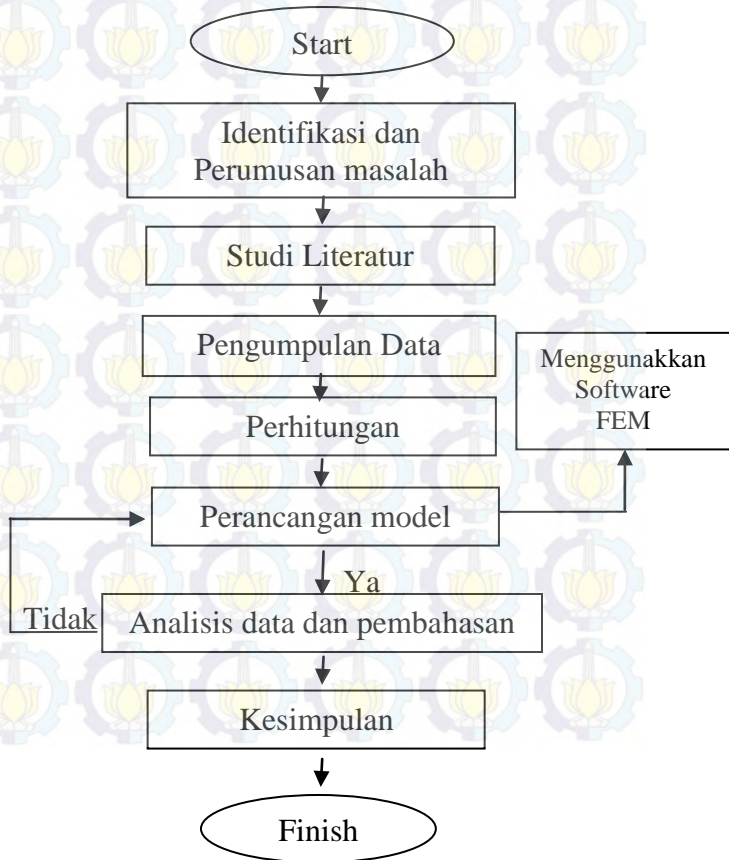 Start
Identifikasi dan
Perumusan masalah
Studi Literatur
Pengumpulan Data
Menggunakkan
Software
FEM
Perhitungan
Perancangan model
Ya
Tidak
Analisis data dan pembahasan
Kesimpulan
Finish